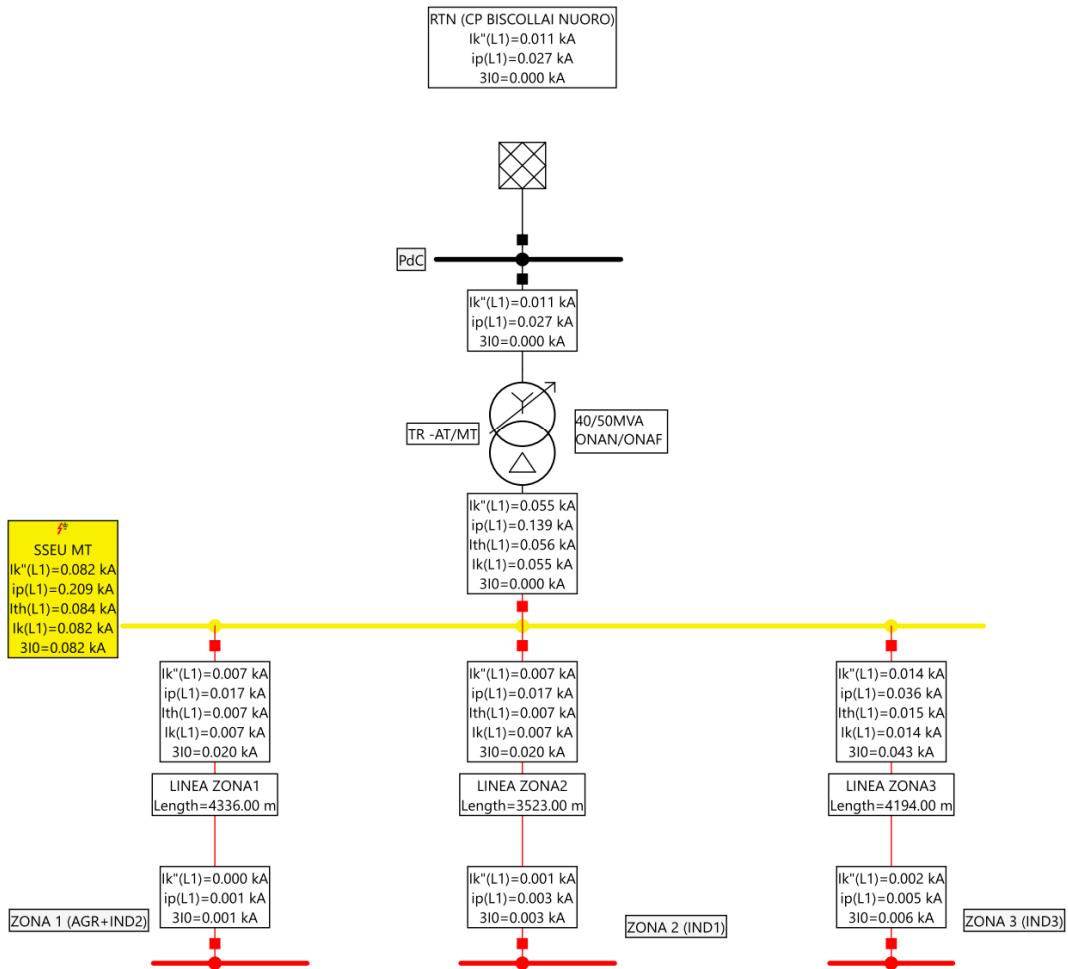 RTN (CP BISCOLLAI NUORO)
Ik"(L1)=0.011 kA
ip(L1)=0.027 kA
3I0=0.000 kA
PdC
Ik"(L1)=0.011 kA
ip(L1)=0.027 kA
3I0=0.000 kA
TR -AT/MT
40/50MVA
ONAN/ONAF
Ik"(L1)=0.055 kA
ip(L1)=0.139 kA
Ith(L1)=0.056 kA
Ik(L1)=0.055 kA
3I0=0.000 kA
SSEU MT
Ik"(L1)=0.082 kA
ip(L1)=0.209 kA
Ith(L1)=0.084 kA
Ik(L1)=0.082 kA
3I0=0.082 kA
Ik"(L1)=0.007 kA
ip(L1)=0.017 kA
Ith(L1)=0.007 kA
Ik(L1)=0.007 kA
3I0=0.020 kA
Ik"(L1)=0.007 kA
ip(L1)=0.017 kA
Ith(L1)=0.007 kA
Ik(L1)=0.007 kA
3I0=0.020 kA
Ik"(L1)=0.014 kA
ip(L1)=0.036 kA
Ith(L1)=0.015 kA
Ik(L1)=0.014 kA
3I0=0.043 kA
LINEA ZONA1
Length=4336.00 m
LINEA ZONA2
Length=3523.00 m
LINEA ZONA3
Length=4194.00 m
ZONA 1 (AGR+IND2)
Ik"(L1)=0.000 kA
ip(L1)=0.001 kA
3I0=0.001 kA
Ik"(L1)=0.001 kA
ip(L1)=0.003 kA
3I0=0.003 kA
ZONA 2 (IND1)
Ik"(L1)=0.002 kA
ip(L1)=0.005 kA
3I0=0.006 kA
ZONA 3 (IND3)